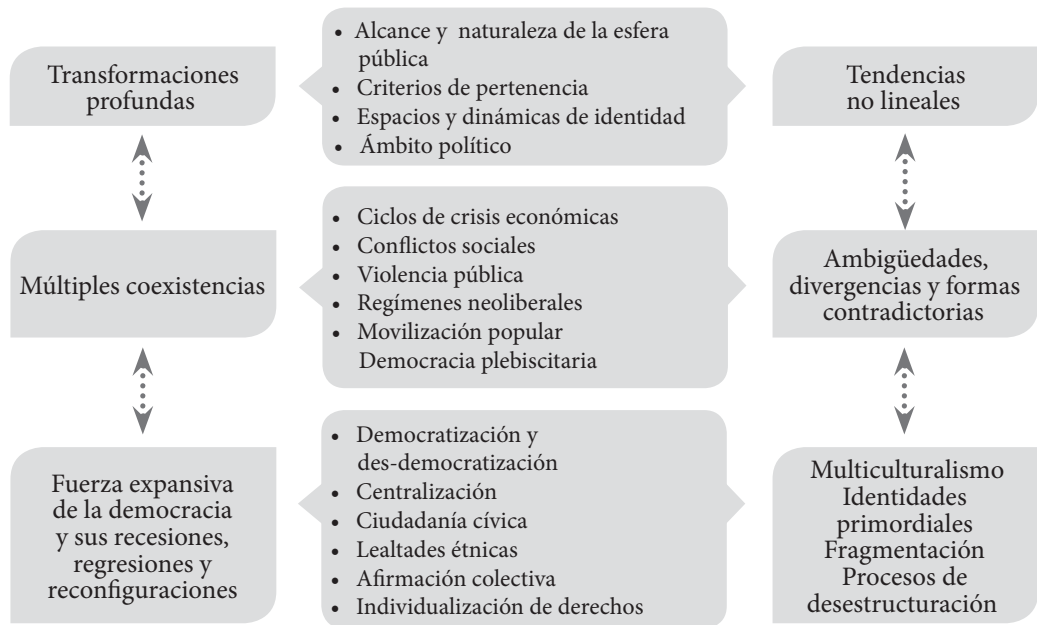 Transformaciones
profundas
• Alcance y naturaleza de la esfera
pública
• Criterios de pertenencia
• Espacios y dinámicas de identidad
• Ámbito político
Tendencias
no lineales
Múltiples coexistencias
• Ciclos de crisis económicas
• Conflictos sociales
• Violencia pública
• Regímenes neoliberales
• Movilización popular
Democracia plebiscitaria
Ambigüedades,
divergencias y formas
contradictorias
Fuerza expansiva
de la democracia
y sus recesiones,
regresiones y
reconfiguraciones
• Democratización y
des-democratización
• Centralización
• Ciudadanía cívica
• Lealtades étnicas
• Afirmación colectiva
• Individualización de derechos
Multiculturalismo
Identidades
primordiales
Fragmentación
Procesos de
desestructuración